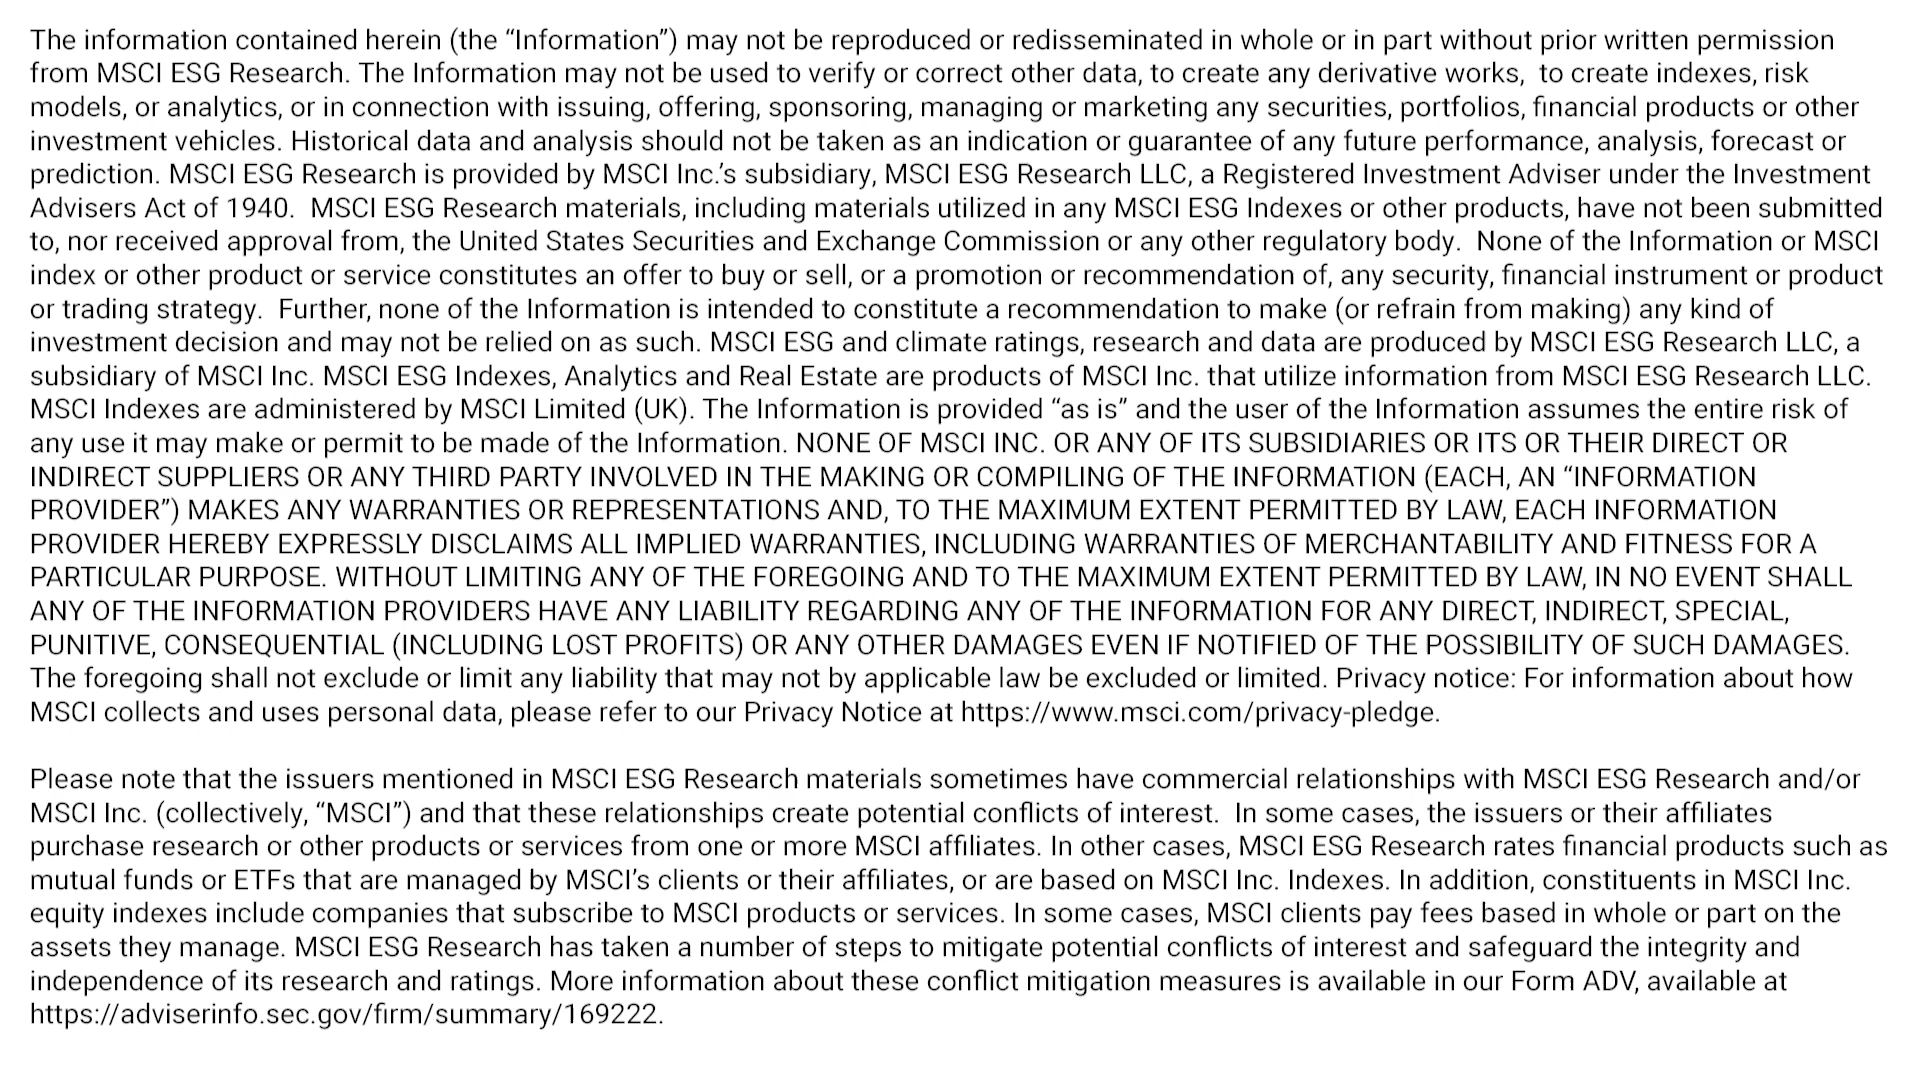 The information contained herein (the “Information”) may not be reproduced or redisseminated in whole or in part without prior written permission
from MSCI ESG Research. The Information may not be used to verify or correct other data, to create any derivative works,  to create indexes, risk
models, or analytics, or in connection with issuing, offering, sponsoring, managing or marketing any securities, portfolios, financial products or other
investment vehicles. Historical data and analysis should not be taken as an indication or guarantee of any future performance, analysis, forecast or
prediction. MSCI ESG Research is provided by MSCI Inc.’s subsidiary, MSCI ESG Research LLC, a Registered Investment Adviser under the Investment
Advisers Act of 1940.  MSCI ESG Research materials, including materials utilized in any MSCI ESG Indexes or other products, have not been submitted
to, nor received approval from, the United States Securities and Exchange Commission or any other regulatory body.  None of the Information or MSCI
index or other product or service constitutes an offer to buy or sell, or a promotion or recommendation of, any security, financial instrument or product
or trading strategy.  Further, none of the Information is intended to constitute a recommendation to make (or refrain from making) any kind of
investment decision and may not be relied on as such. MSCI ESG and climate ratings, research and data are produced by MSCI ESG Research LLC, a
subsidiary of MSCI Inc. MSCI ESG Indexes, Analytics and Real Estate are products of MSCI Inc. that utilize information from MSCI ESG Research LLC.
MSCI Indexes are administered by MSCI Limited (UK). The Information is provided “as is” and the user of the Information assumes the entire risk of
any use it may make or permit to be made of the Information. NONE OF MSCI INC. OR ANY OF ITS SUBSIDIARIES OR ITS OR THEIR DIRECT OR
INDIRECT SUPPLIERS OR ANY THIRD PARTY INVOLVED IN THE MAKING OR COMPILING OF THE INFORMATION (EACH, AN “INFORMATION
PROVIDER”) MAKES ANY WARRANTIES OR REPRESENTATIONS AND, TO THE MAXIMUM EXTENT PERMITTED BY LAW, EACH INFORMATION
PROVIDER HEREBY EXPRESSLY DISCLAIMS ALL IMPLIED WARRANTIES, INCLUDING WARRANTIES OF MERCHANTABILITY AND FITNESS FOR A
PARTICULAR PURPOSE. WITHOUT LIMITING ANY OF THE FOREGOING AND TO THE MAXIMUM EXTENT PERMITTED BY LAW, IN NO EVENT SHALL
ANY OF THE INFORMATION PROVIDERS HAVE ANY LIABILITY REGARDING ANY OF THE INFORMATION FOR ANY DIRECT, INDIRECT, SPECIAL,
PUNITIVE, CONSEQUENTIAL (INCLUDING LOST PROFITS) OR ANY OTHER DAMAGES EVEN IF NOTIFIED OF THE POSSIBILITY OF SUCH DAMAGES.
The foregoing shall not exclude or limit any liability that may not by applicable law be excluded or limited. Privacy notice: For information about how
MSCI collects and uses personal data, please refer to our Privacy Notice at https://www.msci.com/privacy-pledge.

Please note that the issuers mentioned in MSCI ESG Research materials sometimes have commercial relationships with MSCI ESG Research and/or
MSCI Inc. (collectively, “MSCI”) and that these relationships create potential conflicts of interest.  In some cases, the issuers or their affiliates
purchase research or other products or services from one or more MSCI affiliates. In other cases, MSCI ESG Research rates financial products such as
mutual funds or ETFs that are managed by MSCI’s clients or their affiliates, or are based on MSCI Inc. Indexes. In addition, constituents in MSCI Inc.
equity indexes include companies that subscribe to MSCI products or services. In some cases, MSCI clients pay fees based in whole or part on the
assets they manage. MSCI ESG Research has taken a number of steps to mitigate potential conflicts of interest and safeguard the integrity and
independence of its research and ratings. More information about these conflict mitigation measures is available in our Form ADV, available at
https://adviserinfo.sec.gov/firm/summary/169222.